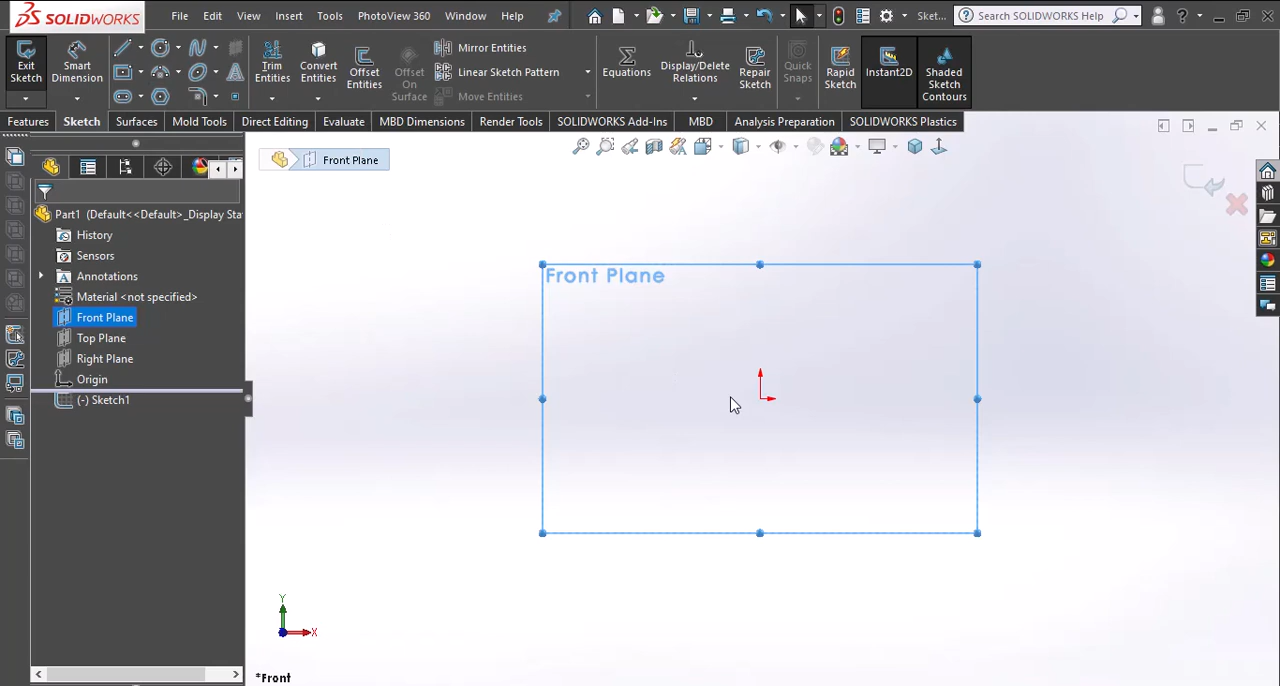 SOLIDWORKS File Edit View Insert Tools PhotoView 360 Window Help Sket... Search SOLIDWORKS Help ?
Exit Sketch
Smart Dimension
Trim Entities
Convert Entities
Offset Entities
Offset On Surface
Mirror Entities
Linear Sketch Pattern
Move Entities
Equations
Display/Delete Relations
Repair Sketch
Quick Snaps
Rapid Sketch
Instant2D
Shaded Sketch Contours
Features Sketch Surfaces Mold Tools Direct Editing Evaluate MBD Dimensions Render Tools SOLIDWORKS Add-Ins MBD Analysis Preparation SOLIDWORKS Plastics
Front Plane
Part1 (Default<<Default>_Display Sta
History
Sensors
Annotations
Material <not specified>
Front Plane
Top Plane
Right Plane
Origin
(-) Sketch1
Front Plane
Y
X
*Front